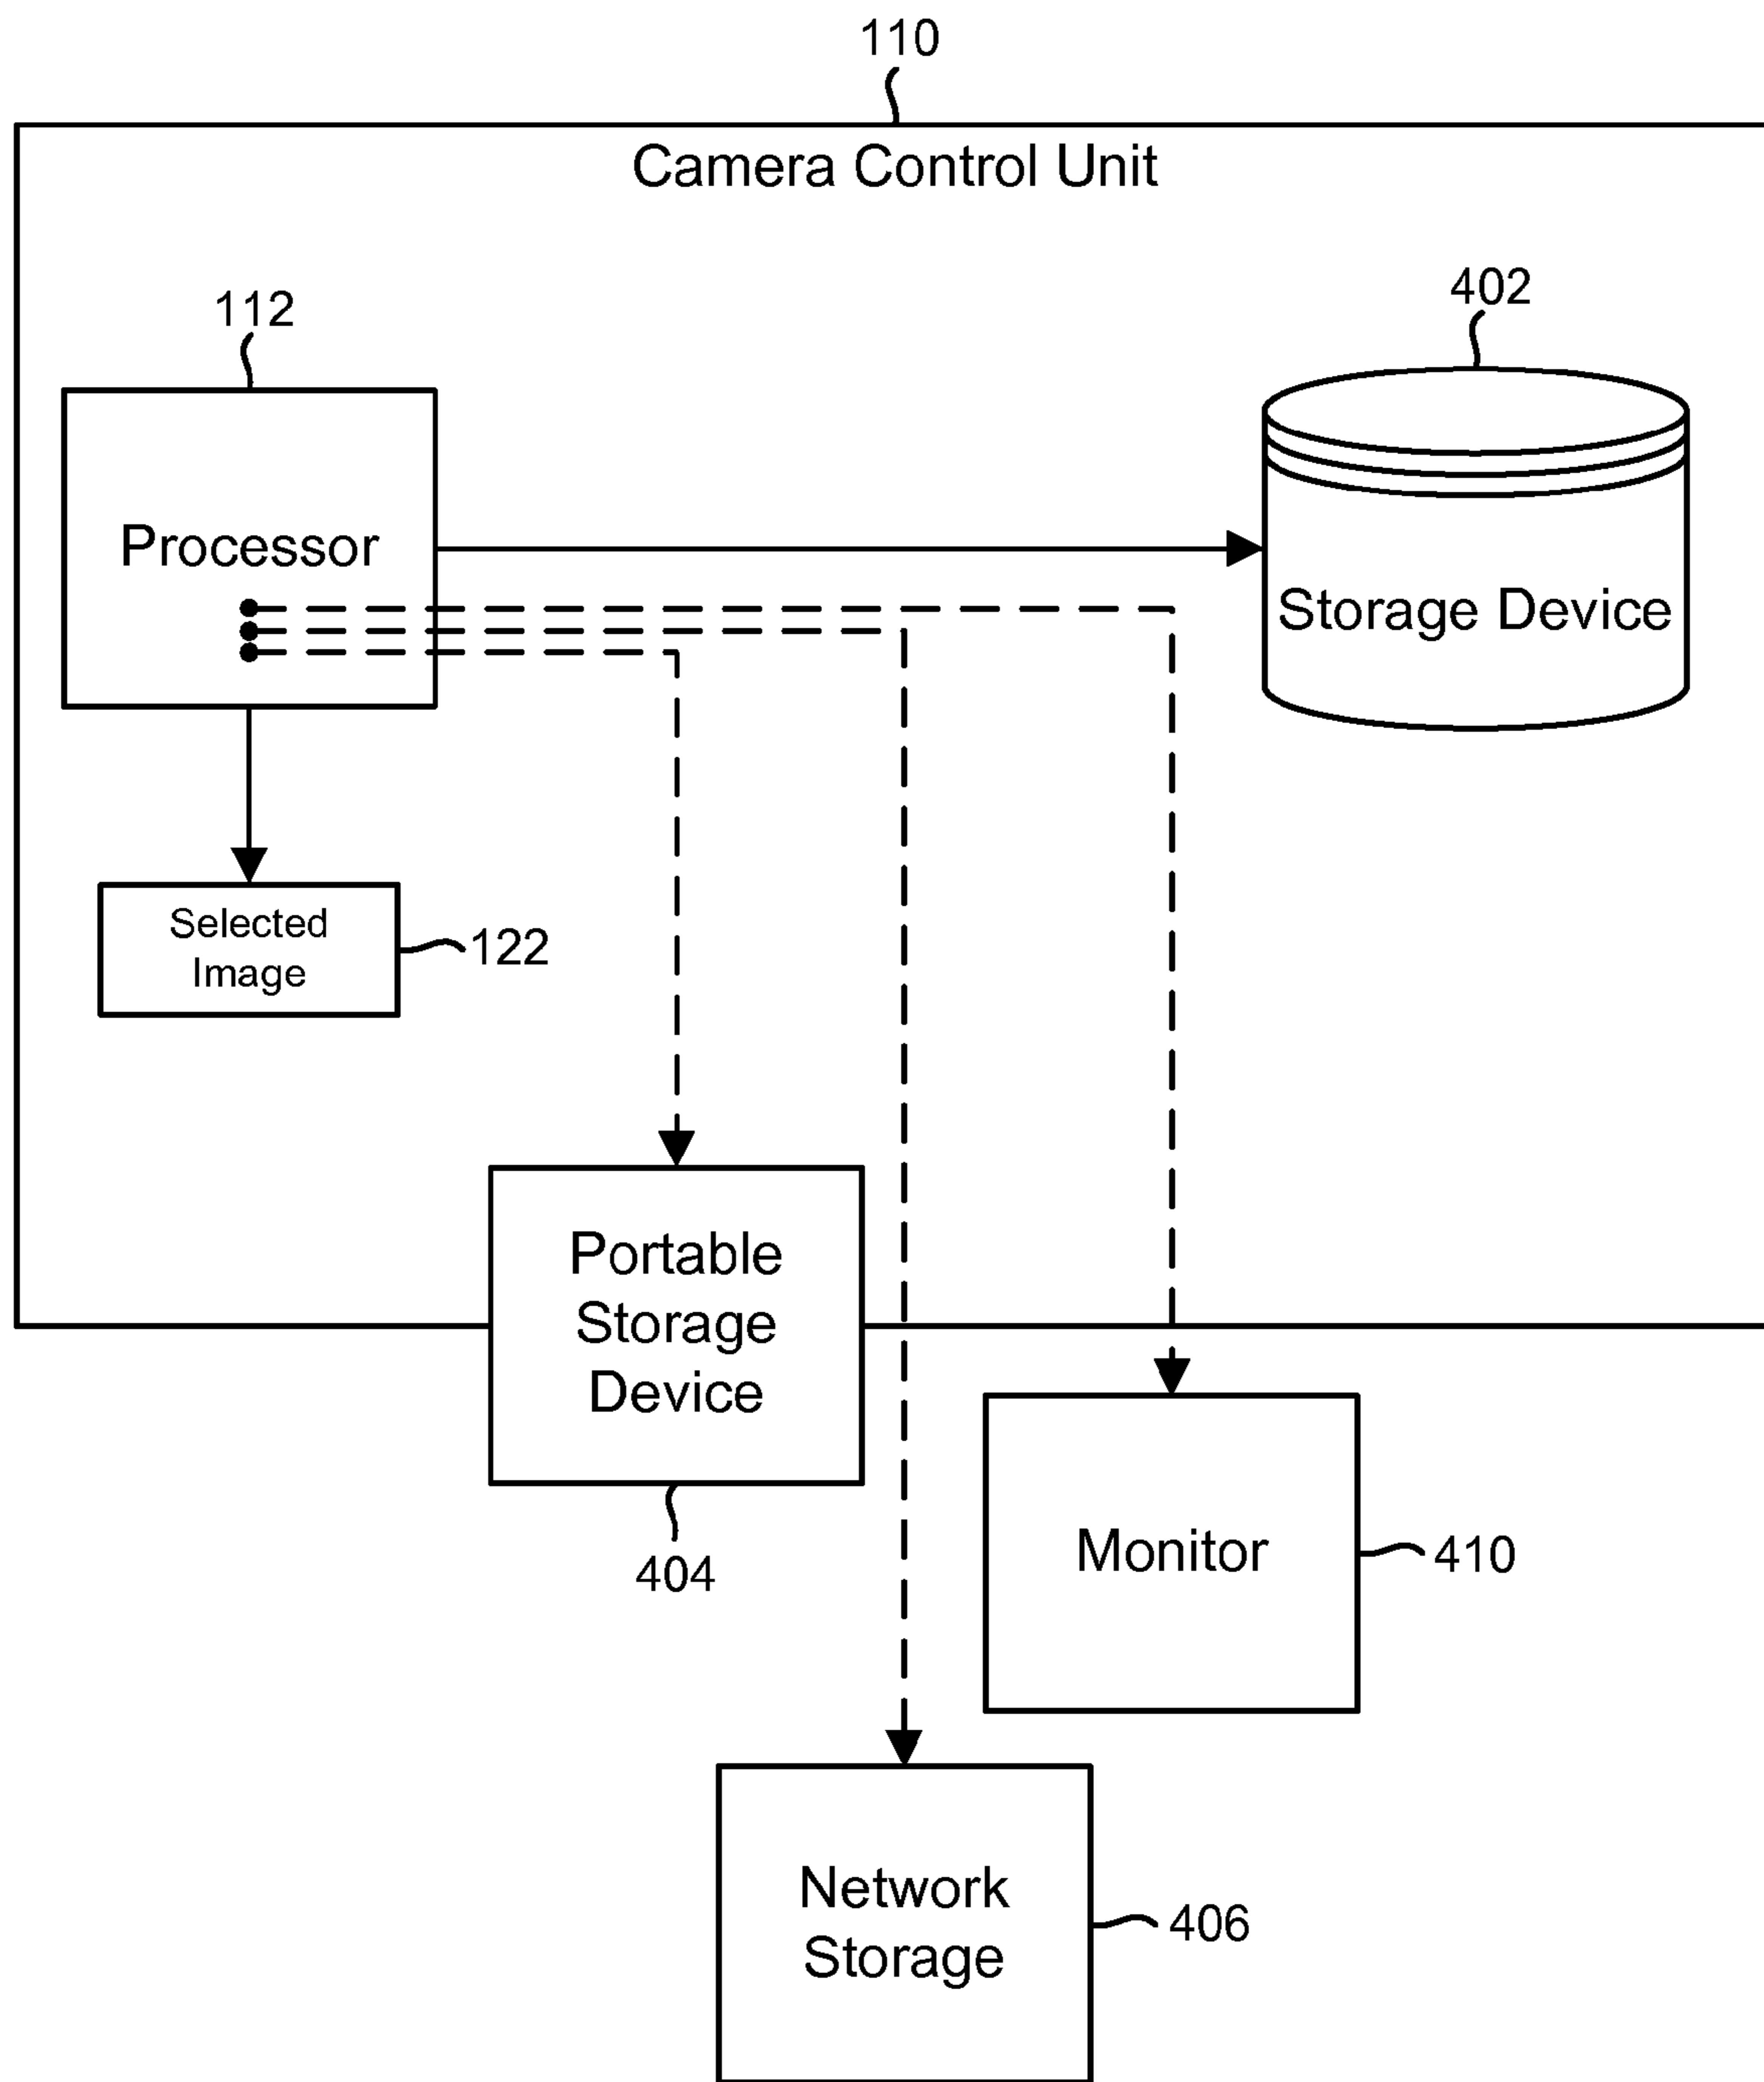 110
Camera Control Unit
112
402
Processor
Storage Device
Selected
Image
122
Portable
Storage
Device
404
Monitor
410
Network
Storage
406